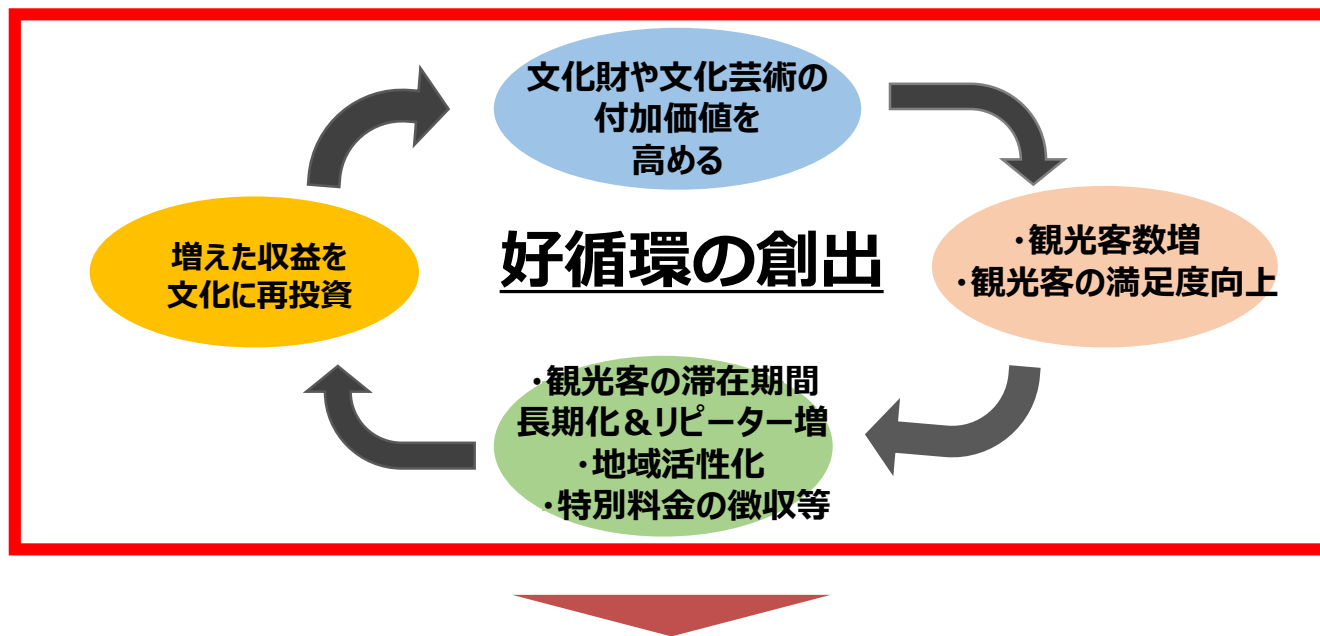 文化財や文化芸術の
付加価値を
高める
好循環の創出
・観光客数増
・観光客の満足度向上
増えた収益を
文化に再投資
・観光客の滞在期間
長期化＆リピーター増
・地域活性化
・特別料金の徴収等